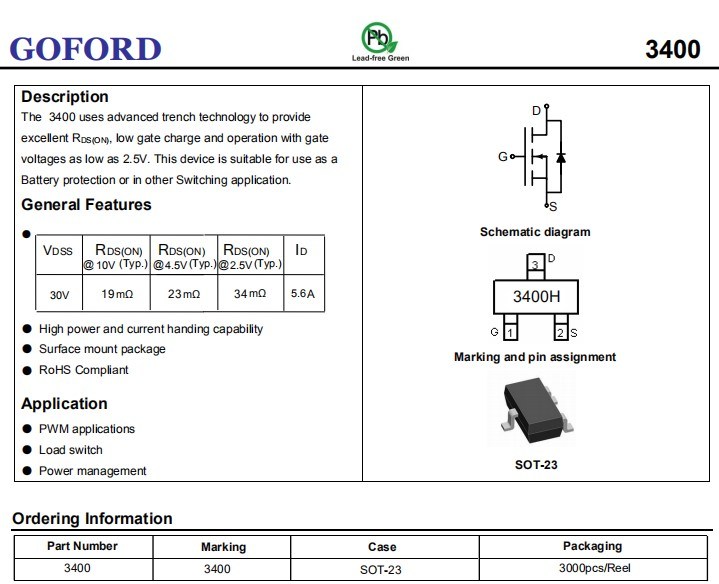 GOFORD
Pb
Lead-free Green
3400
Description
The 3400 uses advanced trench technology to provide
excellent RDS(ON), low gate charge and operation with gate
voltages as low as 2.5V. This device is suitable for use as a
Battery protection or in other Switching application.
General Features
● VDSS RDS(ON) @10V (Typ.) RDS(ON) @4.5V (Typ.) RDS(ON) @2.5V (Typ.) ID
30V 19mΩ 23mΩ 34mΩ 5.6A
● High power and current handing capability
● Surface mount package
● RoHS Compliant
Application
● PWM applications
● Load switch
● Power management
D
G
S
Schematic diagram
3 D
3400H
G 1 2 S
Marking and pin assignment
SOT-23
Ordering Information
Part Number Marking Case Packaging
3400 3400 SOT-23 3000pcs/Reel